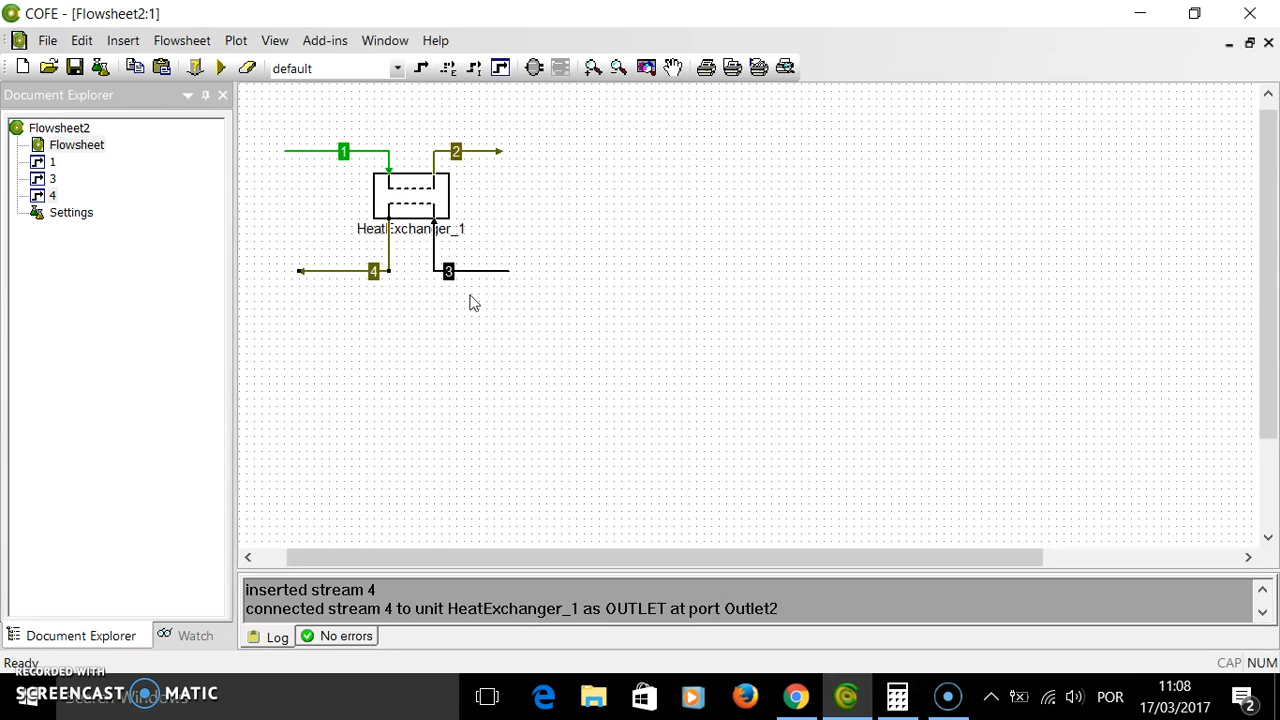 COFE - [Flowsheet2:1]
File Edit Insert Flowsheet Plot View Add-ins Window Help
default
Document Explorer
Flowsheet2
Flowsheet
1
3
4
Settings
1
2
HeatExchanger_1
4
3
inserted stream 4
connected stream 4 to unit HeatExchanger_1 as OUTLET at port Outlet2
Document Explorer
Watch
Log
No errors
Ready
CAP NUM
RECORDED WITH
SCREENCAST MATIC
Windows
POR
11:08
17/03/2017
2